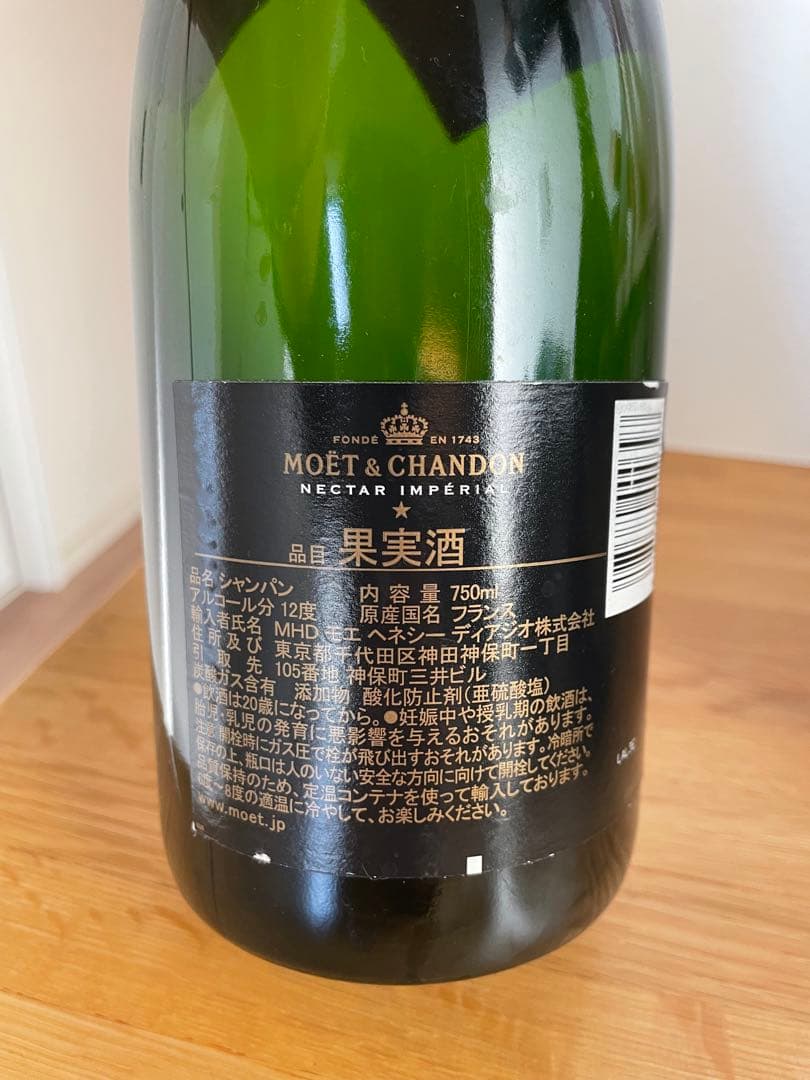 FONDÉ EN 1743
MOËT & CHANDON
NECTAR IMPÉRIAL
品目 果実酒
品名 シャンパン 内容量 750ml
アルコール分 12度 原産国名 フランス
輸入者氏名 MHD モエ ヘネシー ディアジオ株式会社
住所及び 東京都千代田区神田神保町一丁目
引取先 105番地 神保町三井ビル
炭酸ガス含有 添加物 酸化防止剤(亜硫酸塩)
●飲酒は20歳になってから。●妊娠中や授乳期の飲酒は、
胎児・乳児の発育に悪影響を与えるおそれがあります。
注意 開栓時にガス圧で栓が飛び出すおそれがあります。冷暗所で
保存の上、瓶口は人のいない安全な方向に向けて開栓してください。
品質保持のため、定温コンテナを使って輸入しております。
6度〜8度の適温に冷やして、お楽しみください。
www.moet.jp